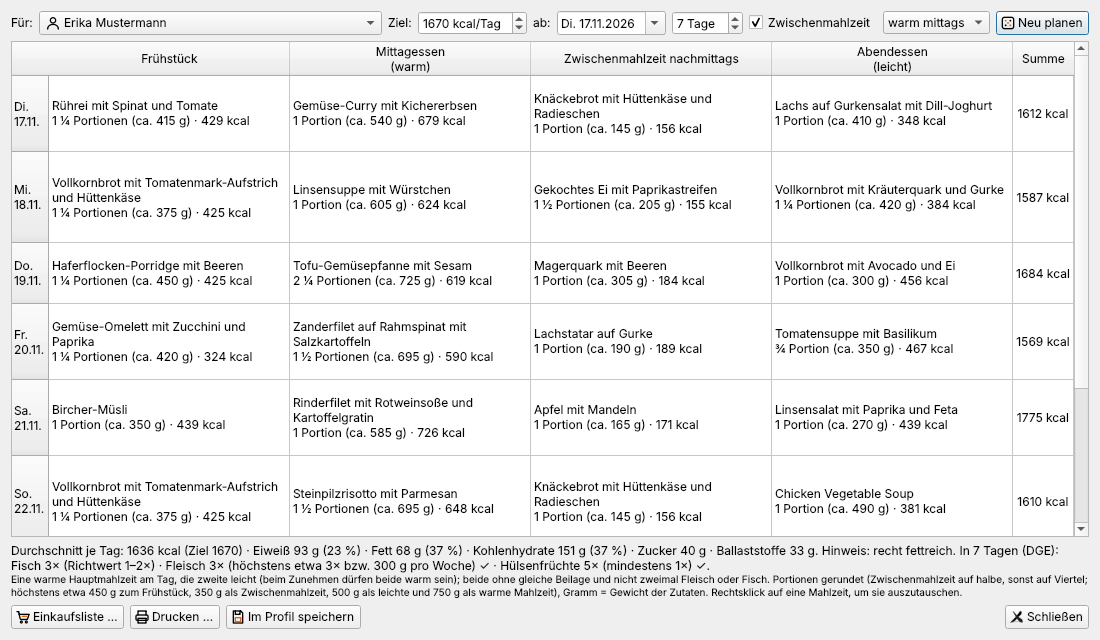 Für: Erika Mustermann Ziel: 1670 kcal/Tag ab: Di. 17.11.2026 7 Tage Zwischenmahlzeit warm mittags Neu planen
Frühstück Mittagessen (warm) Zwischenmahlzeit nachmittags Abendessen (leicht) Summe
Di. 17.11.
Rührei mit Spinat und Tomate
1 ¼ Portionen (ca. 415 g) · 429 kcal
Gemüse-Curry mit Kichererbsen
1 Portion (ca. 540 g) · 679 kcal
Knäckebrot mit Hüttenkäse und
Radieschen
1 Portion (ca. 145 g) · 156 kcal
Lachs auf Gurkensalat mit Dill-Joghurt
1 Portion (ca. 410 g) · 348 kcal
1612 kcal
Mi. 18.11.
Vollkornbrot mit Tomatenmark-Aufstrich
und Hüttenkäse
1 ¼ Portionen (ca. 375 g) · 425 kcal
Linsensuppe mit Würstchen
1 Portion (ca. 605 g) · 624 kcal
Gekochtes Ei mit Paprikastreifen
1 ½ Portionen (ca. 205 g) · 155 kcal
Vollkornbrot mit Kräuterquark und Gurke
1 ¼ Portionen (ca. 420 g) · 384 kcal
1587 kcal
Do. 19.11.
Haferflocken-Porridge mit Beeren
1 ¼ Portionen (ca. 450 g) · 425 kcal
Tofu-Gemüsepfanne mit Sesam
2 ¼ Portionen (ca. 725 g) · 619 kcal
Magerquark mit Beeren
1 Portion (ca. 305 g) · 184 kcal
Vollkornbrot mit Avocado und Ei
1 Portion (ca. 300 g) · 456 kcal
1684 kcal
Fr. 20.11.
Gemüse-Omelett mit Zucchini und
Paprika
1 ¼ Portionen (ca. 420 g) · 324 kcal
Zanderfilet auf Rahmspinat mit
Salzkartoffeln
1 ½ Portionen (ca. 695 g) · 590 kcal
Lachstatar auf Gurke
1 Portion (ca. 190 g) · 189 kcal
Tomatensuppe mit Basilikum
¾ Portion (ca. 350 g) · 467 kcal
1569 kcal
Sa. 21.11.
Bircher-Müsli
1 Portion (ca. 350 g) · 439 kcal
Rinderfilet mit Rotweinsoße und
Kartoffelgratin
1 Portion (ca. 585 g) · 726 kcal
Apfel mit Mandeln
1 Portion (ca. 165 g) · 171 kcal
Linsensalat mit Paprika und Feta
1 Portion (ca. 270 g) · 439 kcal
1775 kcal
So. 22.11.
Vollkornbrot mit Tomatenmark-Aufstrich
und Hüttenkäse
1 ¼ Portionen (ca. 375 g) · 425 kcal
Steinpilzrisotto mit Parmesan
1 ½ Portionen (ca. 695 g) · 648 kcal
Knäckebrot mit Hüttenkäse und
Radieschen
1 Portion (ca. 145 g) · 156 kcal
Chicken Vegetable Soup
1 Portion (ca. 490 g) · 381 kcal
1610 kcal
Durchschnitt je Tag: 1636 kcal (Ziel 1670) · Eiweiß 93 g (23 %) · Fett 68 g (37 %) · Kohlenhydrate 151 g (37 %) · Zucker 40 g · Ballaststoffe 33 g. Hinweis: recht fettreich. In 7 Tagen (DGE):
Fisch 3× (Richtwert 1–2×) · Fleisch 3× (höchstens etwa 3× bzw. 300 g pro Woche) ✓ · Hülsenfrüchte 5× (mindestens 1×) ✓.
Eine warme Hauptmahlzeit am Tag, die zweite leicht (beim Zunehmen dürfen beide warm sein); beide ohne gleiche Beilage und nicht zweimal Fleisch oder Fisch. Portionen gerundet (Zwischenmahlzeit auf halbe, sonst auf Viertel;
höchstens etwa 450 g zum Frühstück, 350 g als Zwischenmahlzeit, 500 g als leichte und 750 g als warme Mahlzeit), Gramm = Gewicht der Zutaten. Rechtsklick auf eine Mahlzeit, um sie auszutauschen.
Einkaufsliste ... Drucken ... Im Profil speichern Schließen